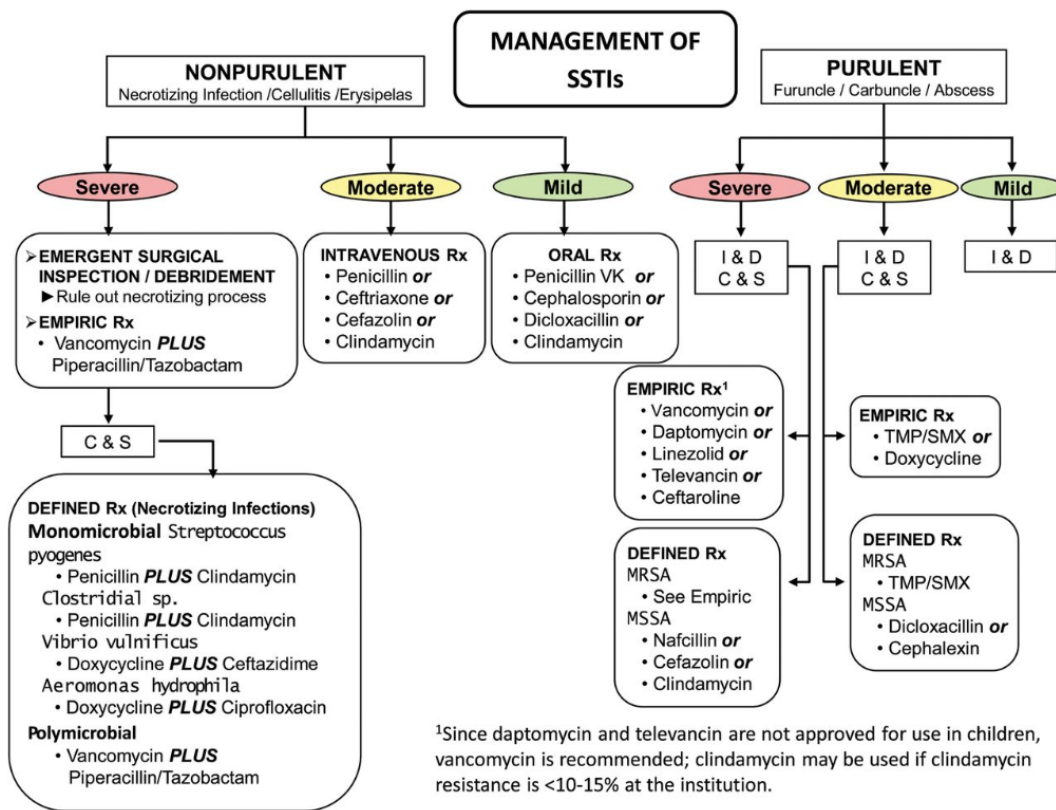 MANAGEMENT OF
SSTIs
NONPURULENT
Necrotizing Infection /Cellulitis /Erysipelas
Severe
➢EMERGENT SURGICAL
INSPECTION / DEBRIDEMENT
►Rule out necrotizing process
➢EMPIRIC Rx
• Vancomycin PLUS
Piperacillin/Tazobactam
C & S
DEFINED Rx (Necrotizing Infections)
Monomicrobial Streptococcus
pyogenes
• Penicillin PLUS Clindamycin
Clostridial sp.
• Penicillin PLUS Clindamycin
Vibrio vulnificus
• Doxycycline PLUS Ceftazidime
Aeromonas hydrophila
• Doxycycline PLUS Ciprofloxacin
Polymicrobial
• Vancomycin PLUS
Piperacillin/Tazobactam
Moderate
INTRAVENOUS Rx
• Penicillin or
• Ceftriaxone or
• Cefazolin or
• Clindamycin
Mild
ORAL Rx
• Penicillin VK or
• Cephalosporin or
• Dicloxacillin or
• Clindamycin
PURULENT
Furuncle / Carbuncle / Abscess
Severe
I & D
C & S
EMPIRIC Rx¹
• Vancomycin or
• Daptomycin or
• Linezolid or
• Televancin or
• Ceftaroline
DEFINED Rx
MRSA
• See Empiric
MSSA
• Nafcillin or
• Cefazolin or
• Clindamycin
Moderate
I & D
C & S
EMPIRIC Rx
• TMP/SMX or
• Doxycycline
DEFINED Rx
MRSA
• TMP/SMX
MSSA
• Dicloxacillin or
• Cephalexin
Mild
I & D
¹Since daptomycin and televancin are not approved for use in children,
vancomycin is recommended; clindamycin may be used if clindamycin
resistance is <10-15% at the institution.